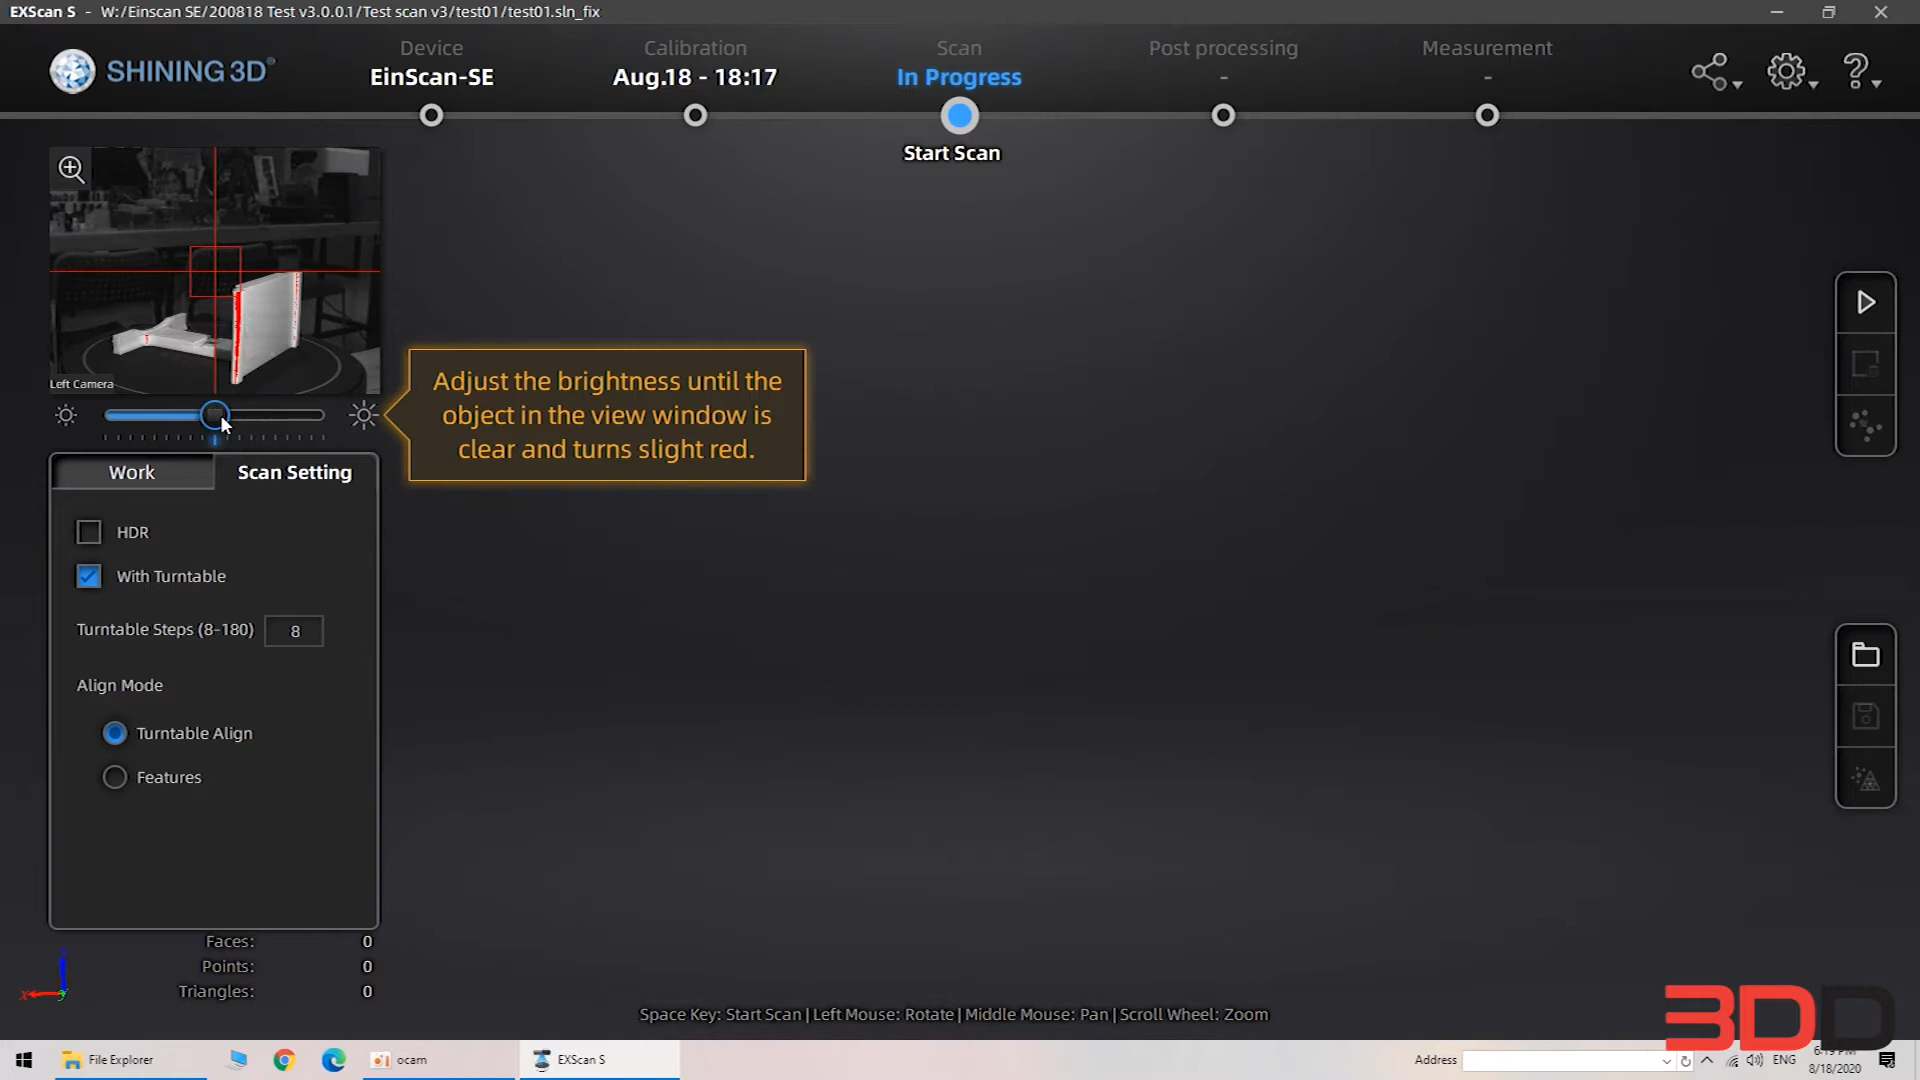 EXScan S - W:/Einscan SE/200818 Test v3.0.0.1/Test scan v3/test01/test01.sln_fix
SHINING 3D®
Device
EinScan-SE
Calibration
Aug.18 - 18:17
Scan
In Progress
Start Scan
Post processing
-
Measurement
-
Left Camera
Adjust the brightness until the
object in the view window is
clear and turns slight red.
Work
Scan Setting
HDR
With Turntable
Turntable Steps (8-180) 8
Align Mode
Turntable Align
Features
Faces: 0
Points: 0
Triangles: 0
X
Space Key: Start Scan | Left Mouse: Rotate | Middle Mouse: Pan | Scroll Wheel: Zoom
3DD
File Explorer
ocam
EXScan S
Address
ENG
6:19 PM
8/18/2020